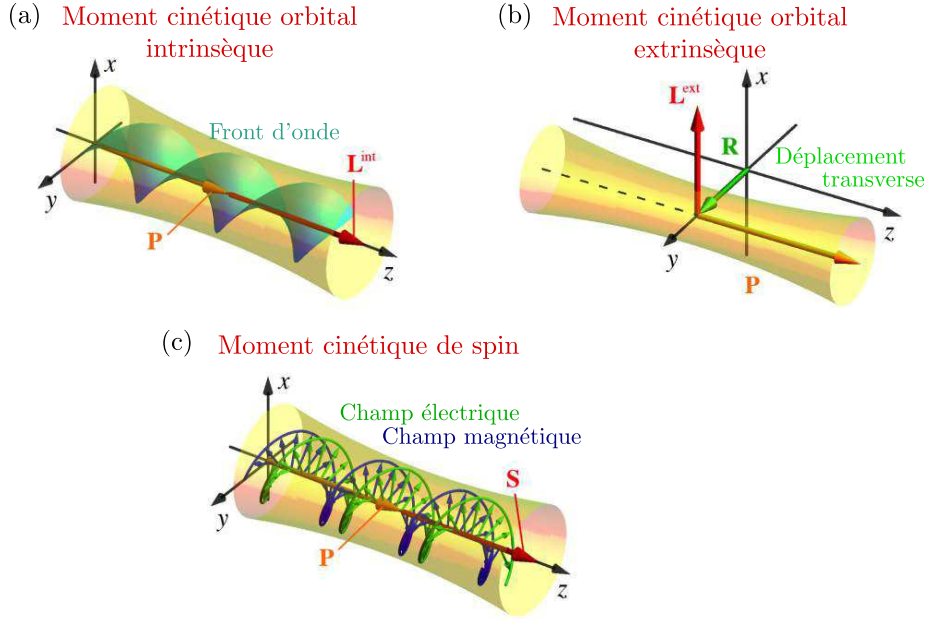 (a) Moment cinétique orbital
intrinsèque
x
Front d'onde
L^int
y
P
z
(b) Moment cinétique orbital
extrinsèque
x
L^ext
R
Déplacement
transverse
z
y
P
(c) Moment cinétique de spin
x
Champ électrique
Champ magnétique
S
y
P
z